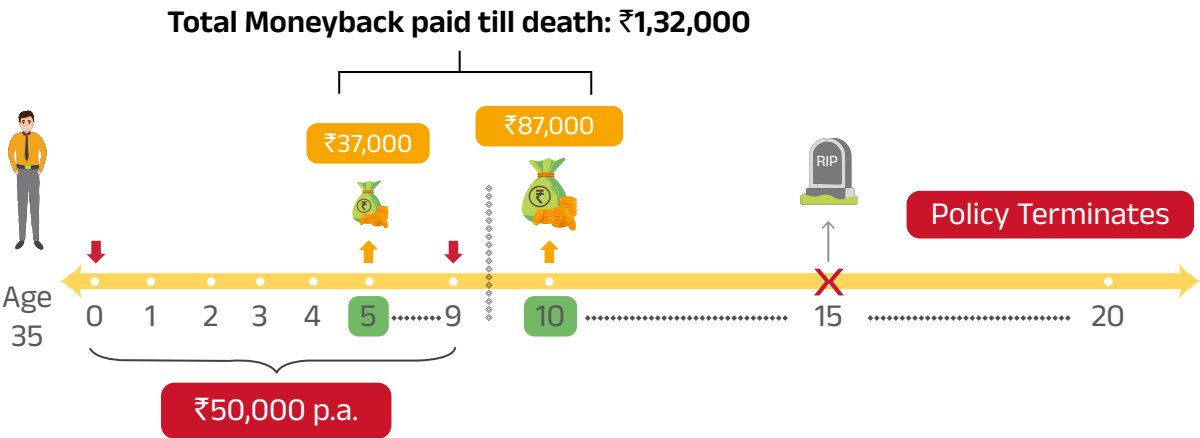 Total Moneyback paid till death: ₹1,32,000
₹37,000
₹87,000
₹
₹
RIP
Policy Terminates
Age
35
0 1 2 3 4 5 9 10 15 20
₹50,000 p.a.